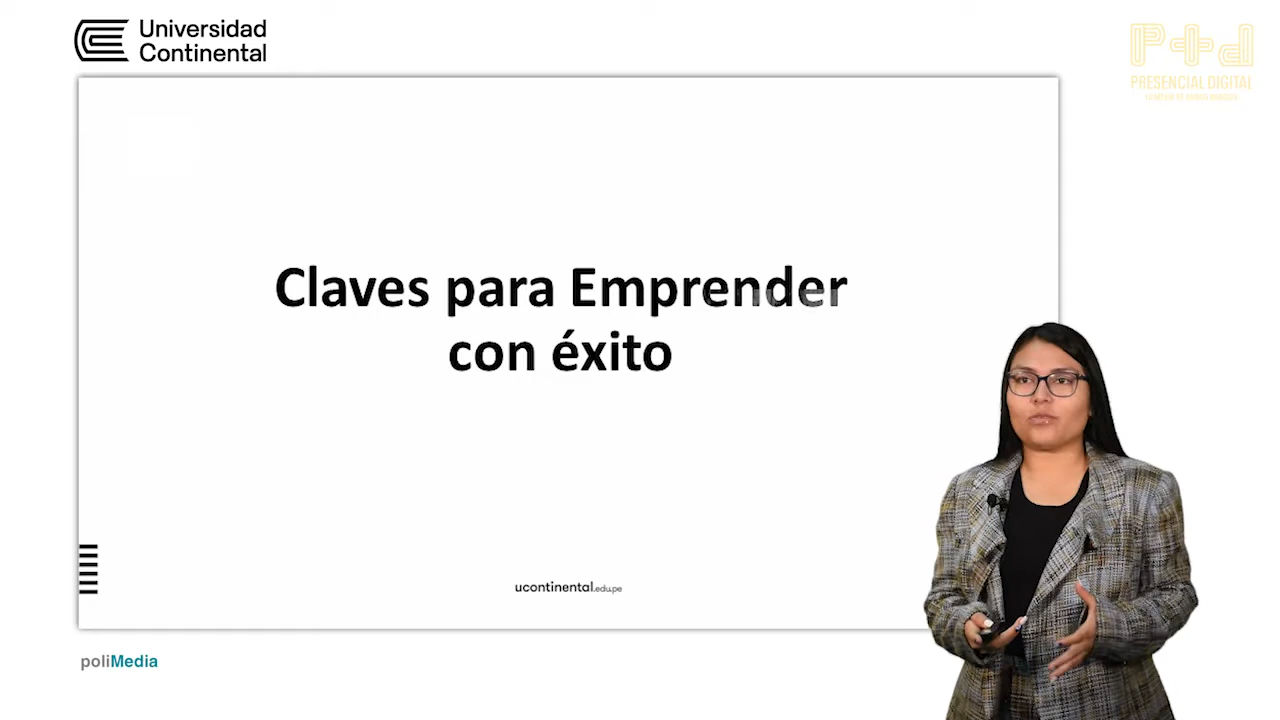 Universidad
Continental
P+d
PRESENCIAL DIGITAL
Claves para Emprender
con éxito
ucontinental.edu.pe
poliMedia